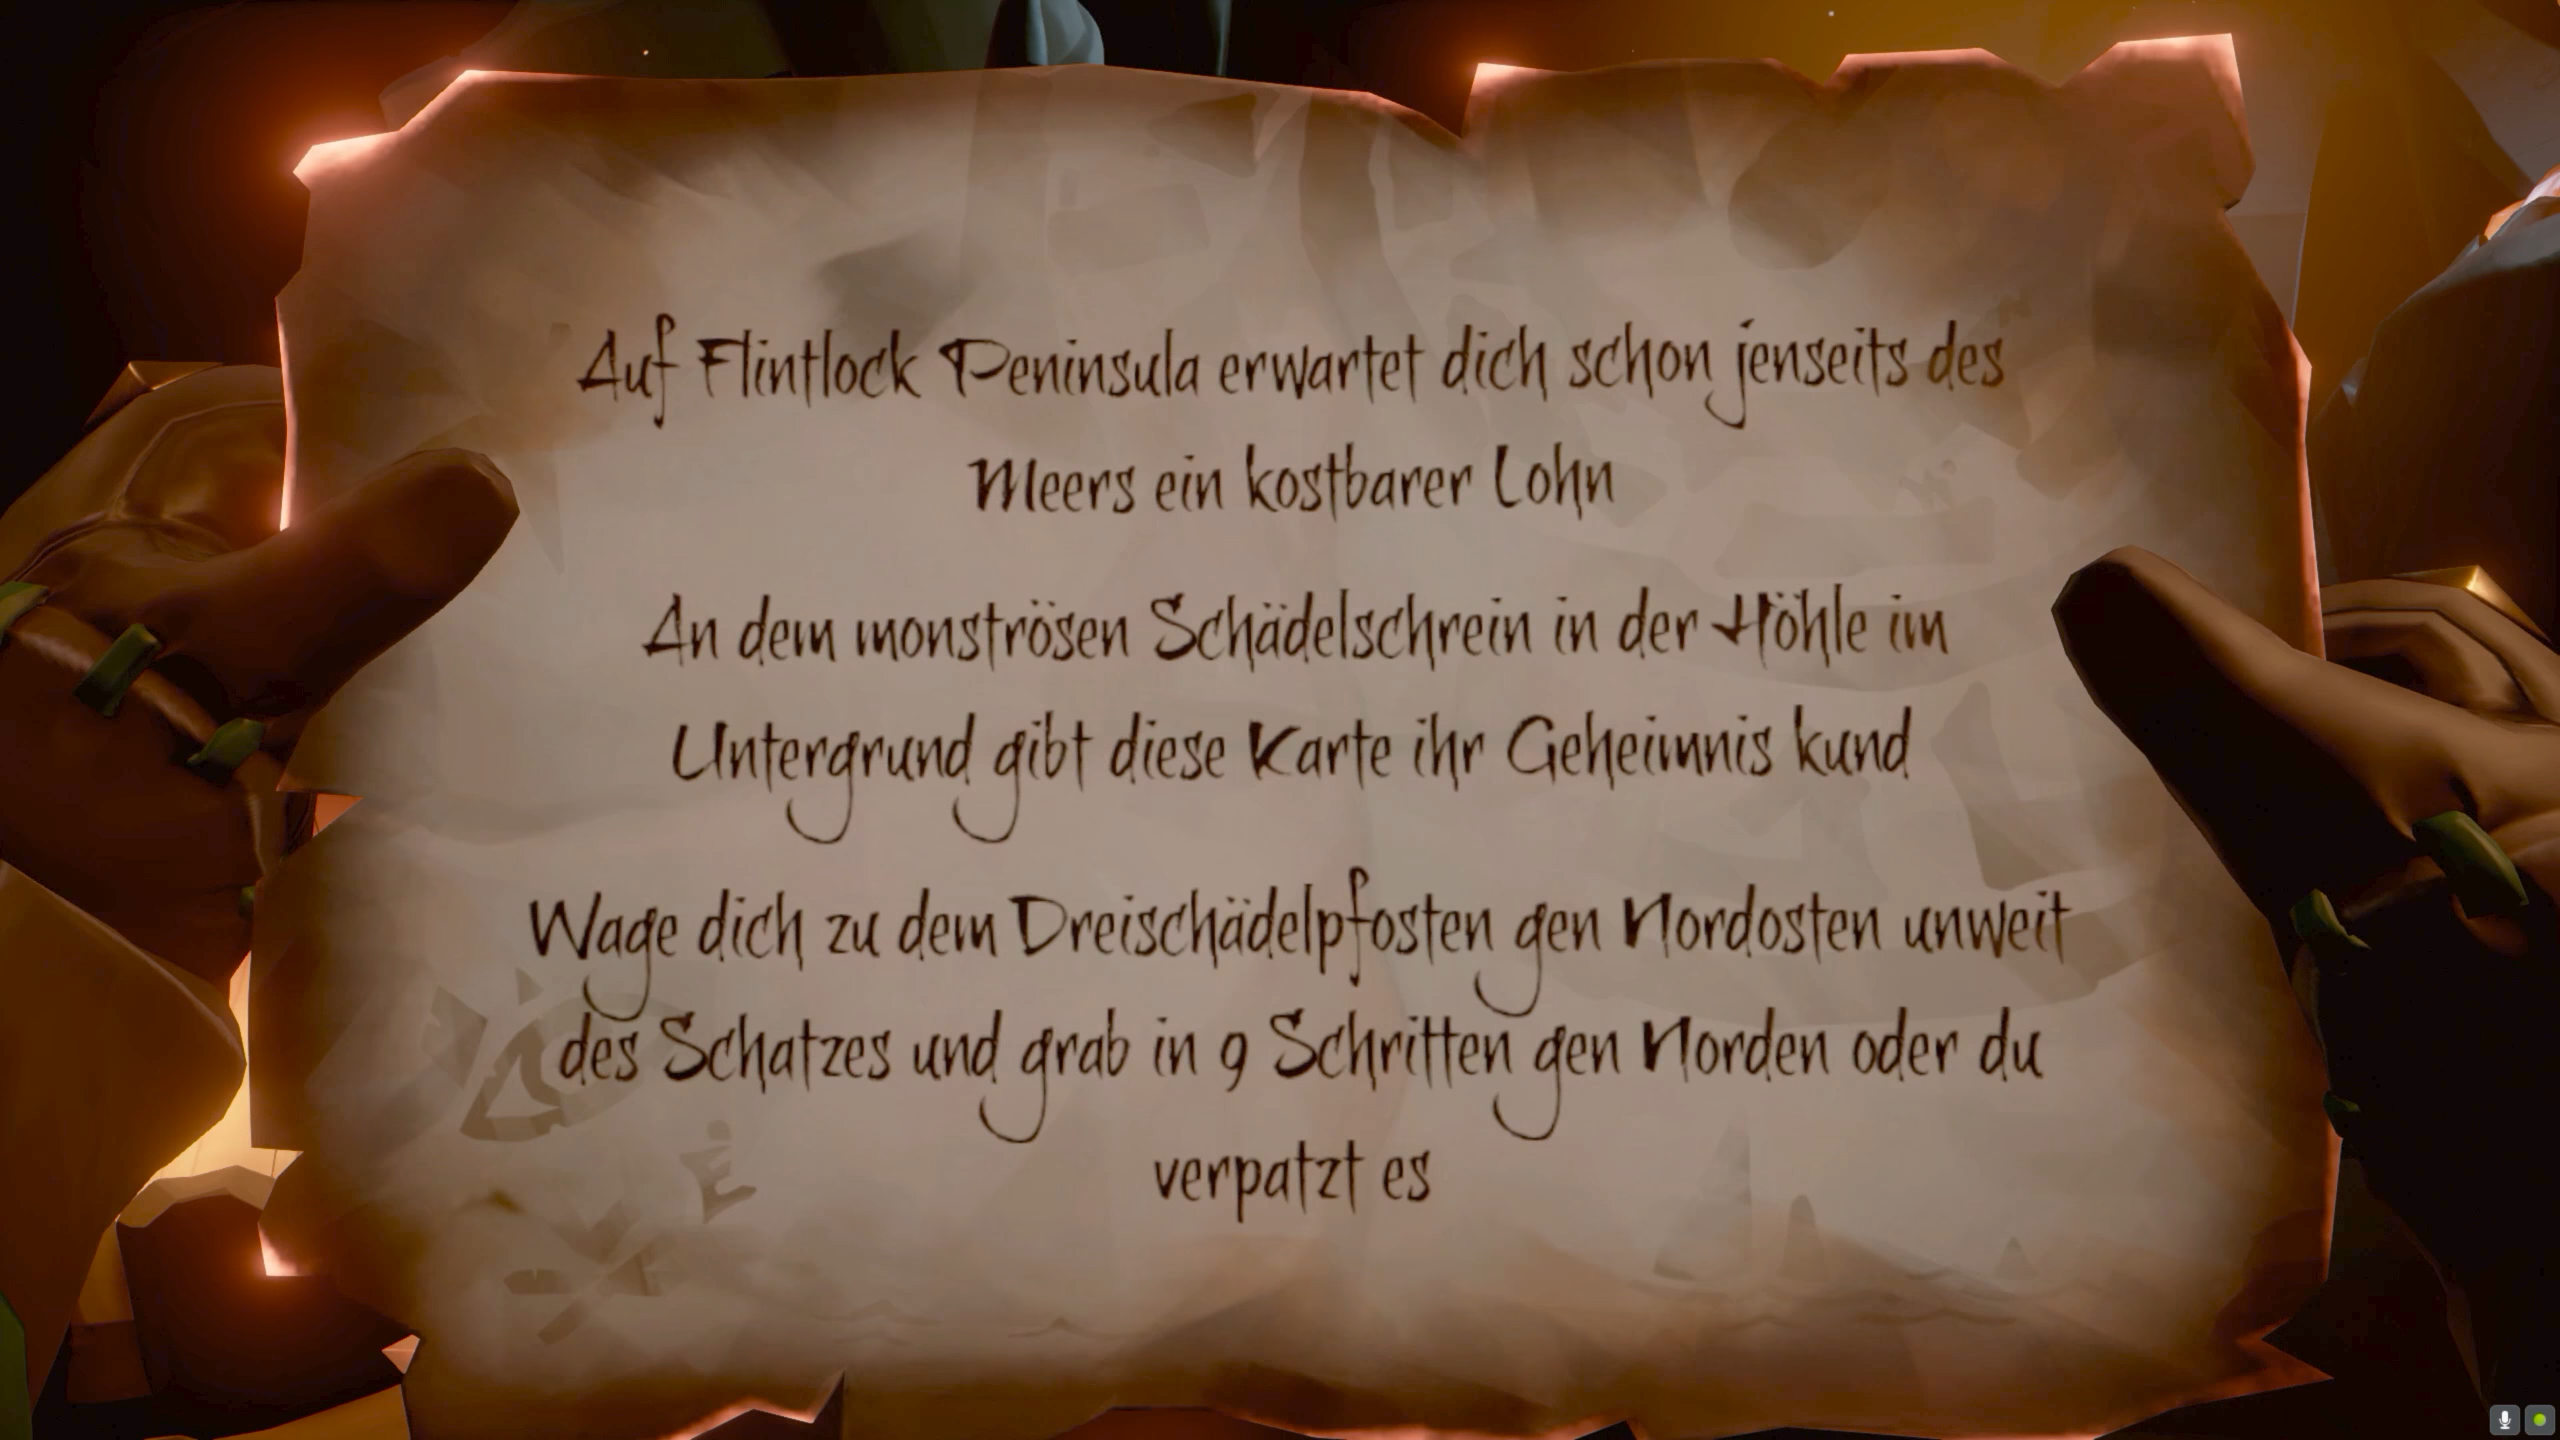 Auf Flintlock Peninsula erwartet dich schon jenseits des
Meers ein kostbarer Lohn
An dem monströsen Schädelschrein in der Höhle im
Untergrund gibt diese Karte ihr Geheimnis kund
Wage dich zu dem Dreischädelpfosten gen Nordosten unweit
des Schatzes und grab in 9 Schritten gen Norden oder du
verpatzt es